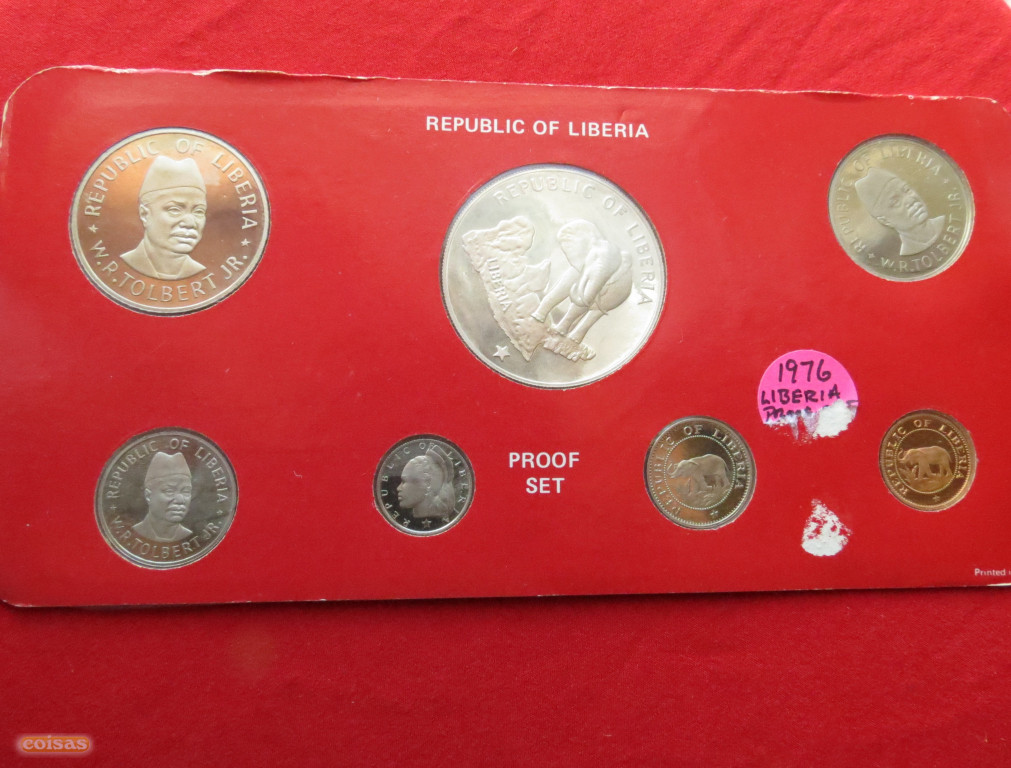 REPUBLIC OF LIBERIA
REPUBLIC OF LIBERIA
W.R. TOLBERT JR.
REPUBLIC OF LIBERIA
LIBERIA
REPUBLIC OF LIBERIA
W.R. TOLBERT JR.
1976
LIBERIA
REPUBLIC OF LIBERIA
W.R. TOLBERT JR.
REPUBLIC OF LIBERIA
PROOF
SET
REPUBLIC OF LIBERIA
REPUBLIC OF LIBERIA
Printed
coisas